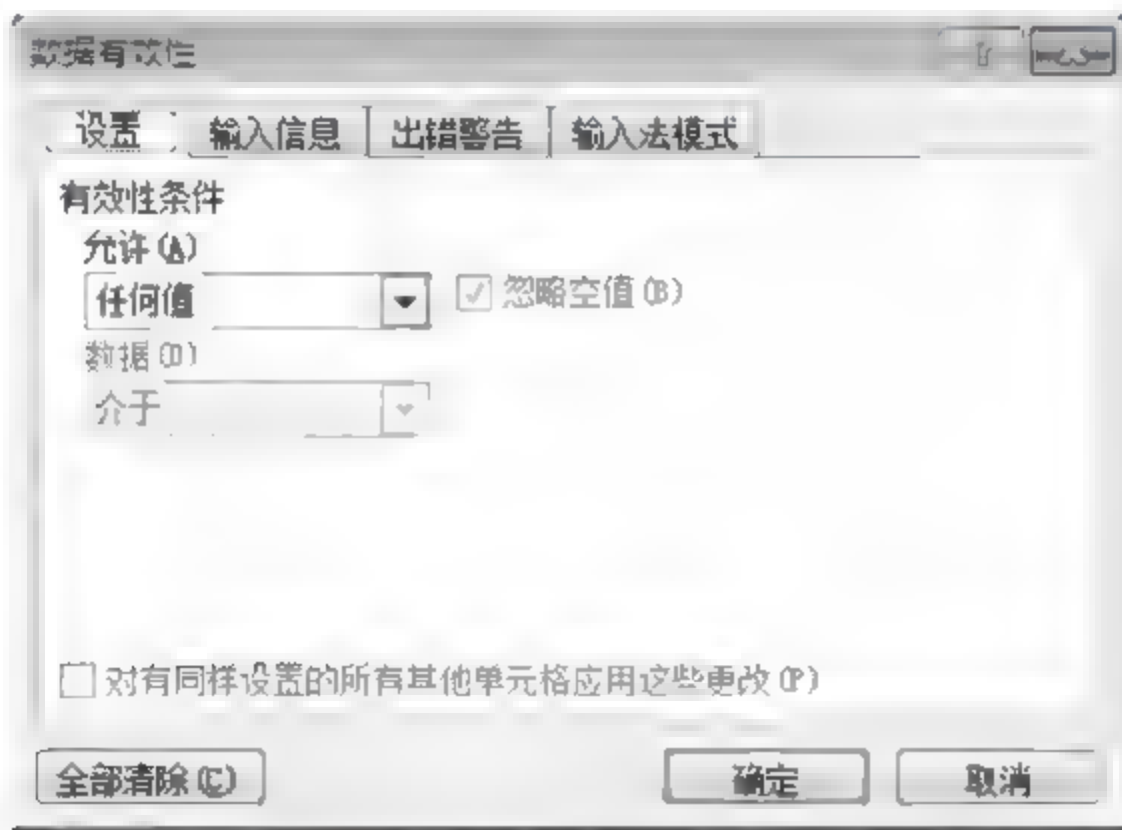 数据有效性
设置 输入信息 出错警告 输入法模式
有效性条件
允许(A)
任何值 忽略空值(B)
数据(D)
介于
对有同样设置的所有其他单元格应用这些更改(P)
全部清除(C) 确定 取消